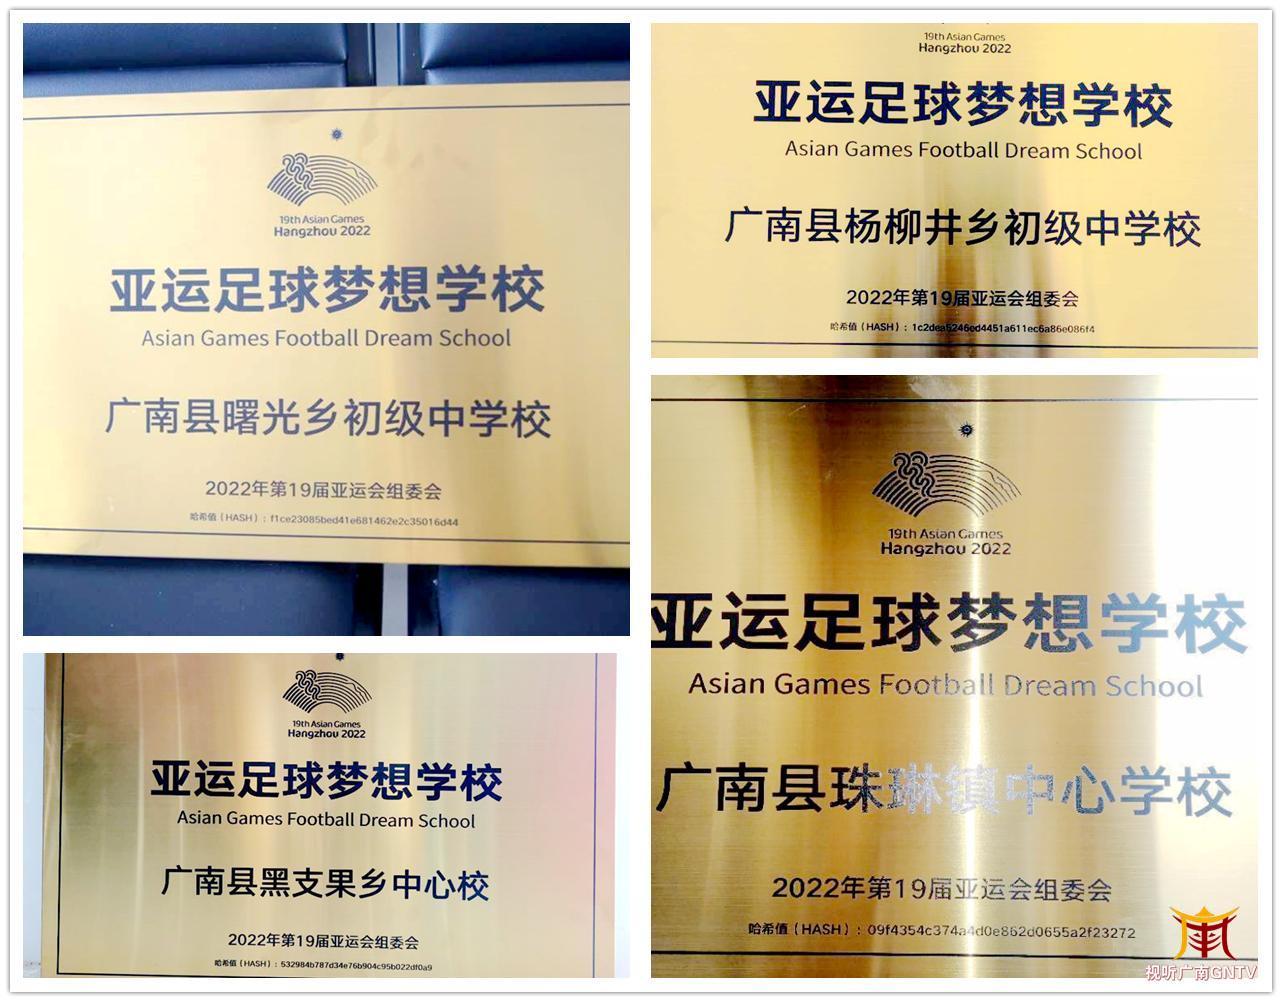 19th Asian Games
Hangzhou 2022
亚运足球梦想学校
Asian Games Football Dream School
广南县曙光乡初级中学校
2022年第19届亚运会组委会
哈希值(HASH):f1ce23085bed41e681462e2c35016d44
19th Asian Games
Hangzhou 2022
亚运足球梦想学校
Asian Games Football Dream School
广南县杨柳井乡初级中学校
2022年第19届亚运会组委会
哈希值(HASH):1c2dea5246ed4451a611ec6a86e086f4
19th Asian Games
Hangzhou 2022
亚运足球梦想学校
Asian Games Football Dream School
广南县黑支果乡中心校
2022年第19届亚运会组委会
哈希值(HASH):532984b787d34e76b904c95b022df0a9
19th Asian Games
Hangzhou 2022
亚运足球梦想学校
Asian Games Football Dream School
广南县珠琳镇中心学校
2022年第19届亚运会组委会
哈希值(HASH):09f4354c374a4d0e862d0655a2f23272
视听广南GNTV